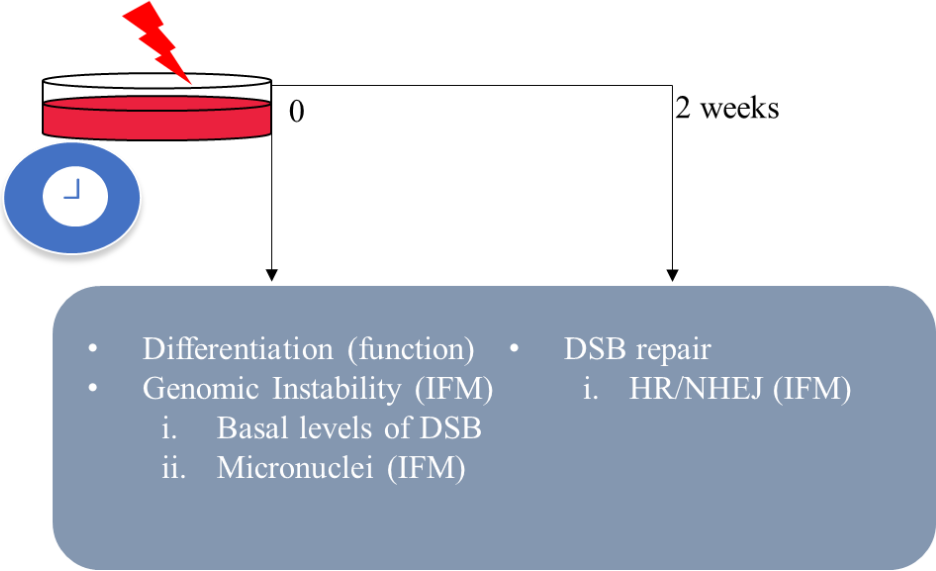 0
2 weeks
• Differentiation (function)
• Genomic Instability (IFM)
i. Basal levels of DSB
ii. Micronuclei (IFM)
• DSB repair
i. HR/NHEJ (IFM)